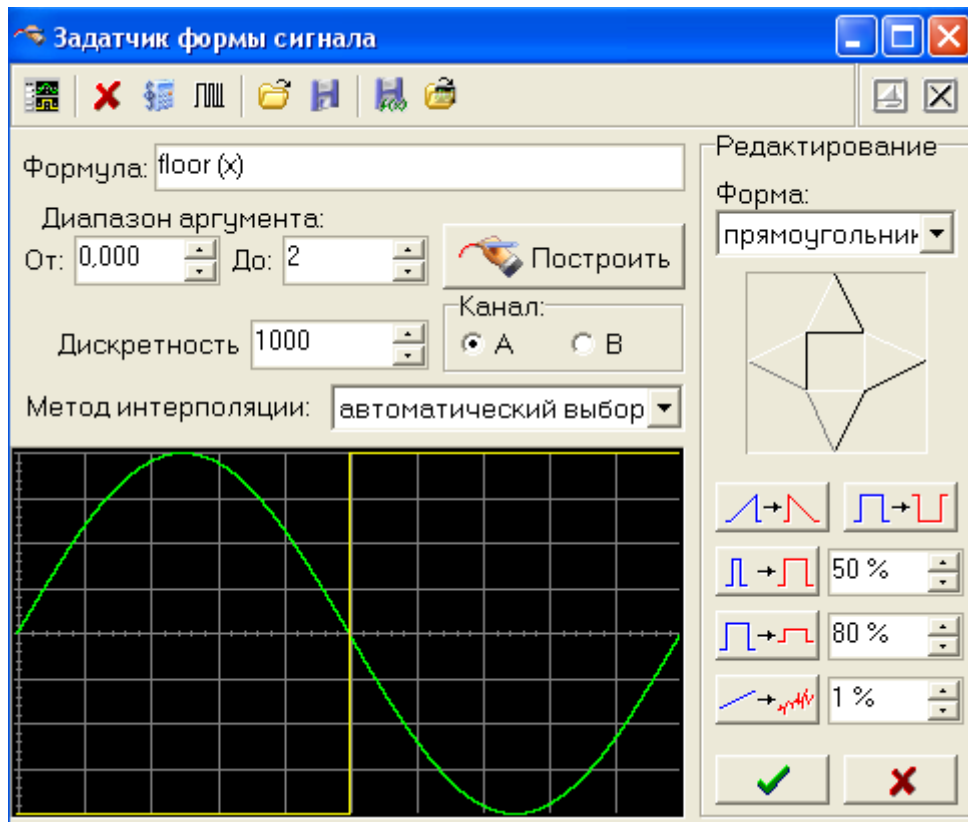 Задатчик формы сигнала
Формула: floor (x)
Диапазон аргумента:
От: 0,000 До: 2
Построить
Дискретность 1000
Канал:
A B
Метод интерполяции: автоматический выбор
Редактирование
Форма:
прямоугольник
50 %
80 %
1 %